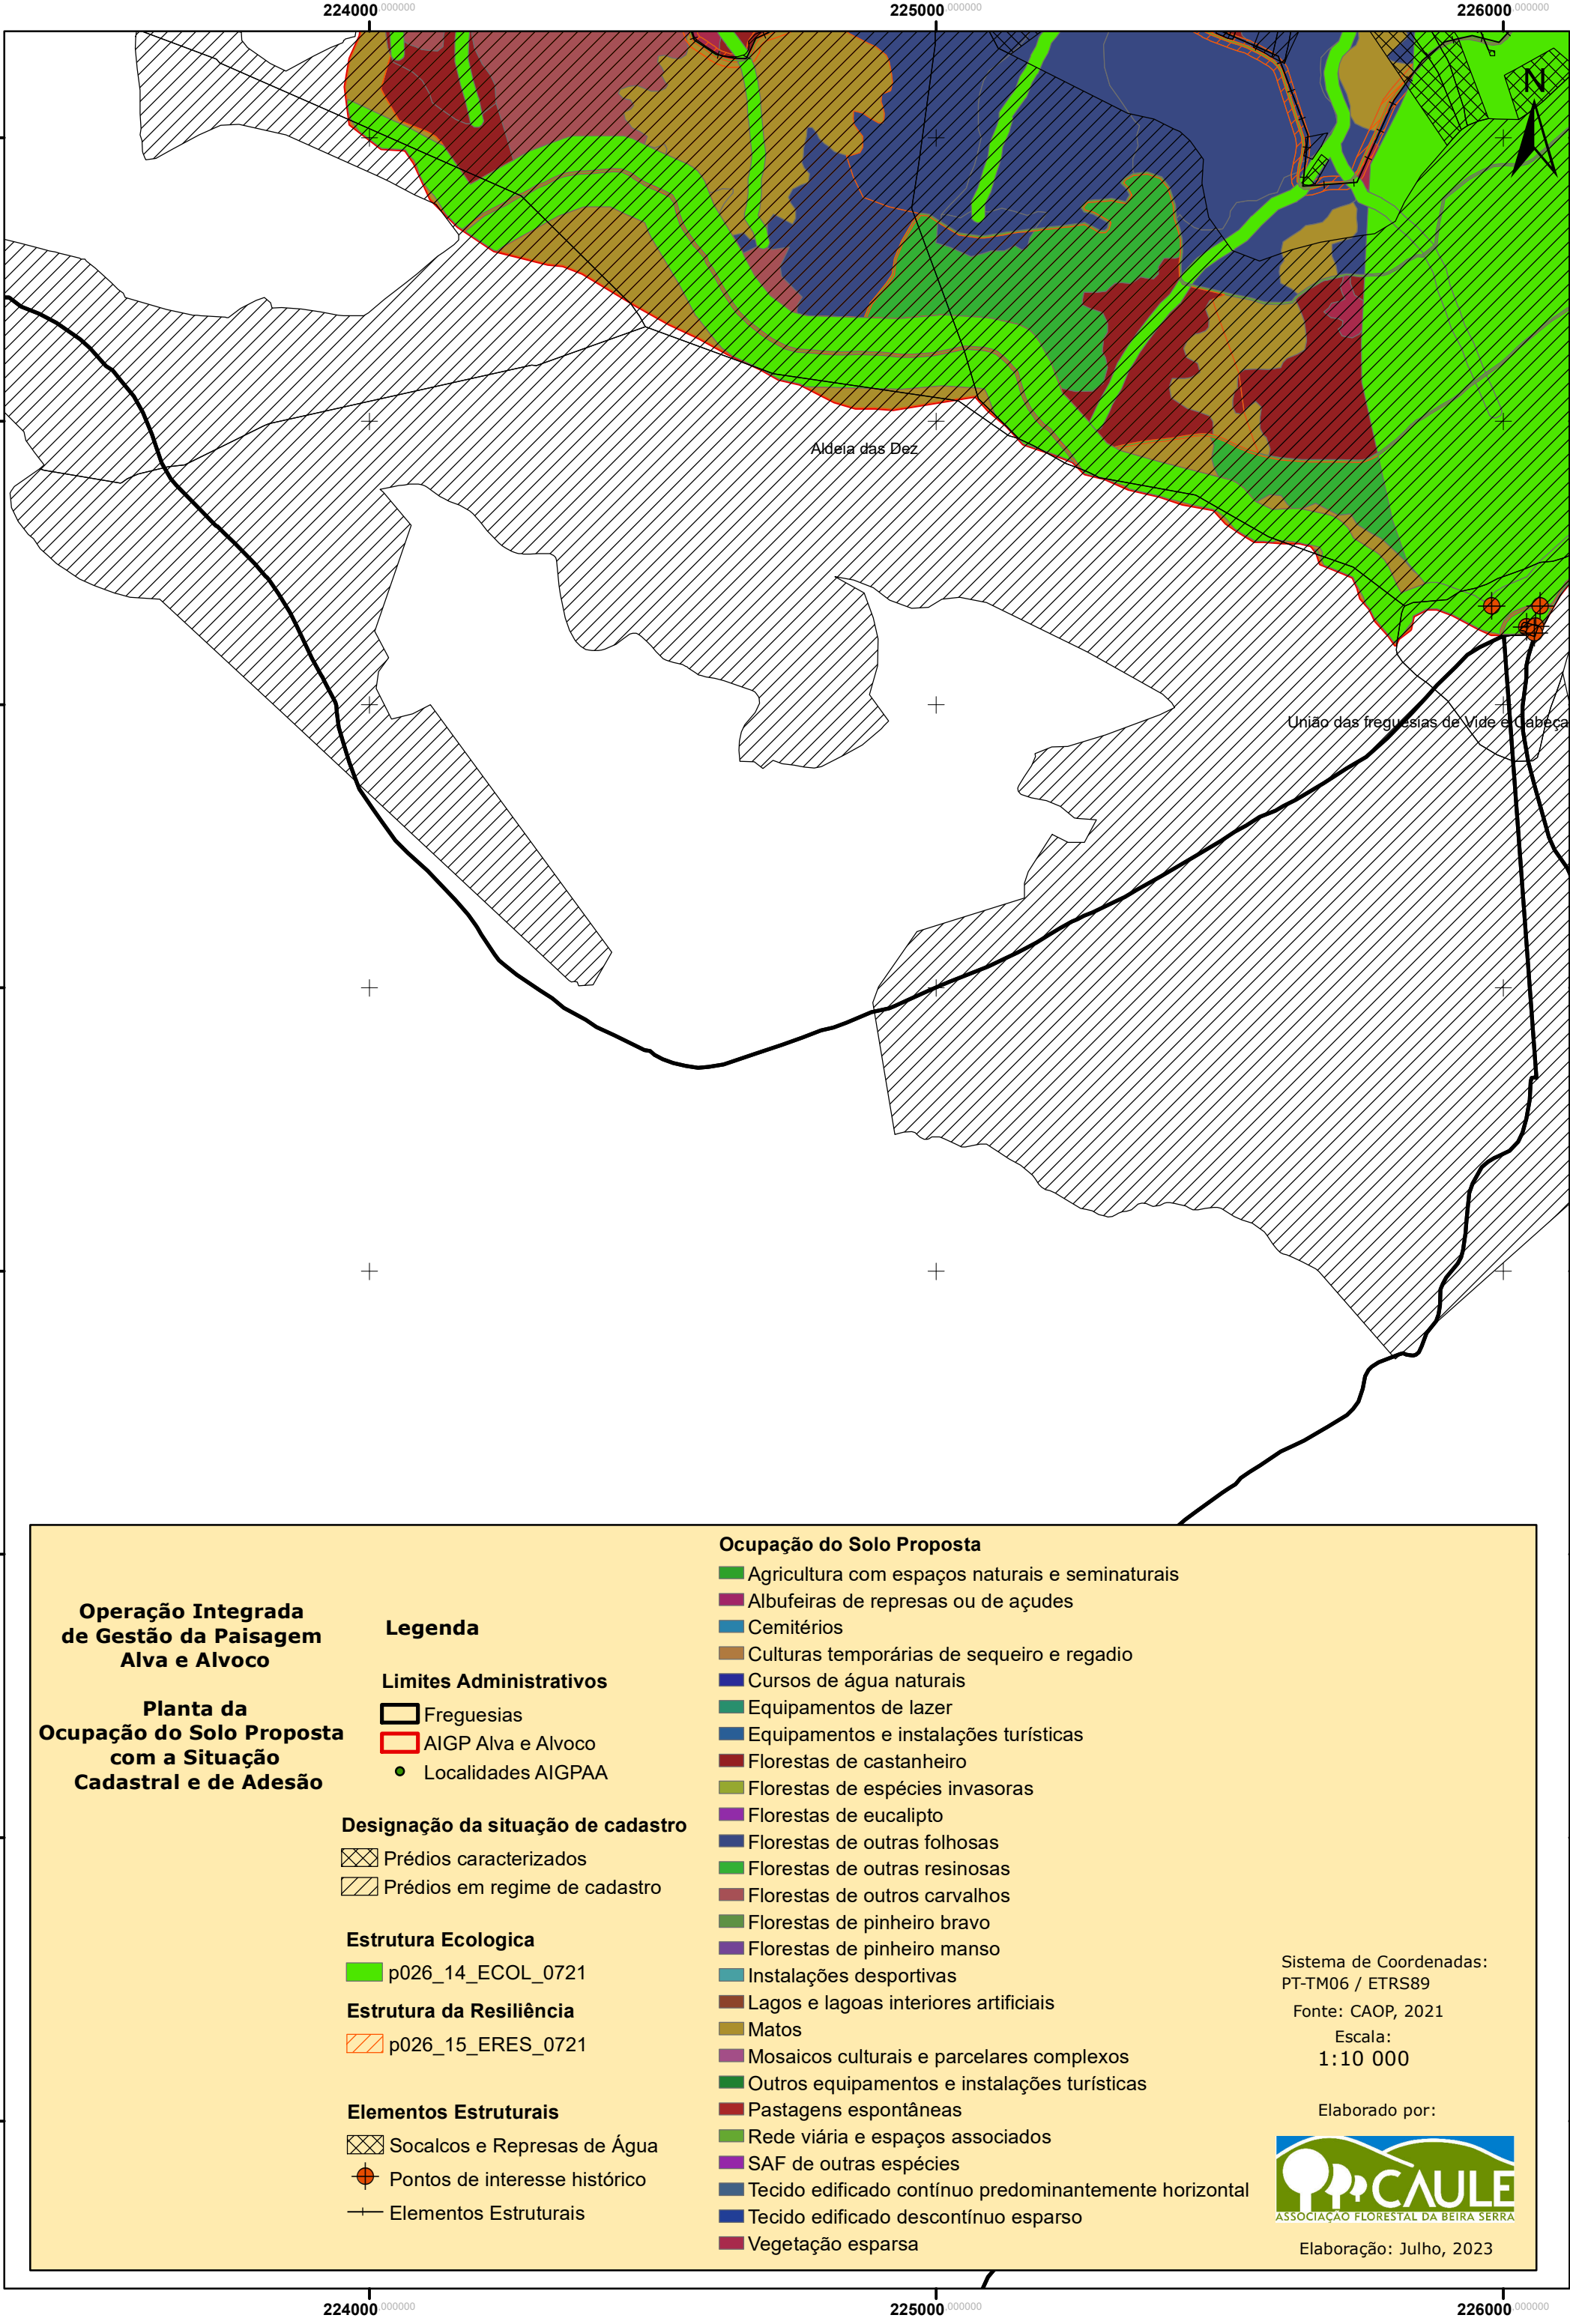 224000,000000
225000,000000
226000,000000
N
Aldeia das Dez
União das freguesias de Vide e Cabeça
Operação Integrada
de Gestão da Paisagem
Alva e Alvoco
Planta da
Ocupação do Solo Proposta
com a Situação
Cadastral e de Adesão
Legenda
Limites Administrativos
Freguesias
AIGP Alva e Alvoco
Localidades AIGPAA
Designação da situação de cadastro
Prédios caracterizados
Prédios em regime de cadastro
Estrutura Ecologica
p026_14_ECOL_0721
Estrutura da Resiliência
p026_15_ERES_0721
Elementos Estruturais
Socalcos e Represas de Água
Pontos de interesse histórico
Elementos Estruturais
Ocupação do Solo Proposta
Agricultura com espaços naturais e seminaturais
Albufeiras de represas ou de açudes
Cemitérios
Culturas temporárias de sequeiro e regadio
Cursos de água naturais
Equipamentos de lazer
Equipamentos e instalações turísticas
Florestas de castanheiro
Florestas de espécies invasoras
Florestas de eucalipto
Florestas de outras folhosas
Florestas de outras resinosas
Florestas de outros carvalhos
Florestas de pinheiro bravo
Florestas de pinheiro manso
Instalações desportivas
Lagos e lagoas interiores artificiais
Matos
Mosaicos culturais e parcelares complexos
Outros equipamentos e instalações turísticas
Pastagens espontâneas
Rede viária e espaços associados
SAF de outras espécies
Tecido edificado contínuo predominantemente horizontal
Tecido edificado descontínuo esparso
Vegetação esparsa
Sistema de Coordenadas:
PT-TM06 / ETRS89
Fonte: CAOP, 2021
Escala:
1:10 000
Elaborado por:
CAULE
ASSOCIAÇÃO FLORESTAL DA BEIRA SERRA
Elaboração: Julho, 2023
224000,000000
225000,000000
226000,000000